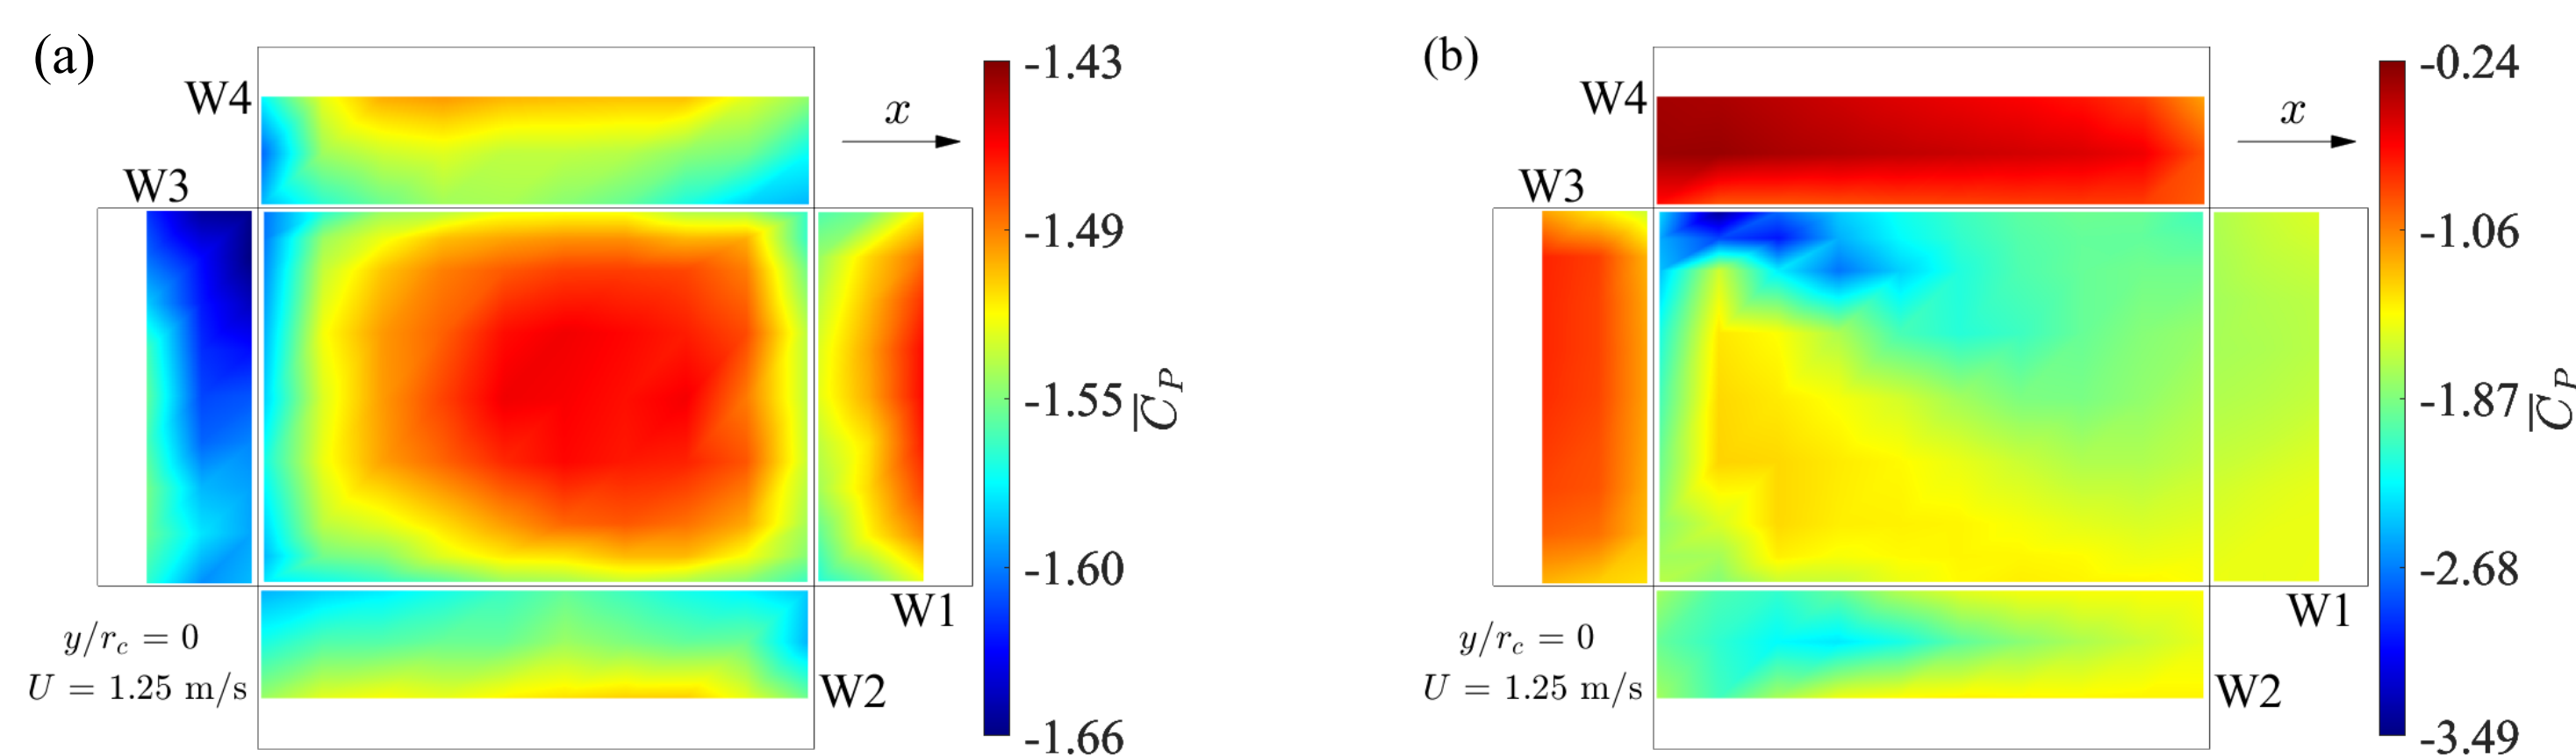 (a)
W4
x
W3
W1
W2
y/r_c = 0
U = 1.25 m/s
-1.43
-1.49
-1.55
-1.60
-1.66
C̅_P
(b)
W4
x
W3
W1
W2
y/r_c = 0
U = 1.25 m/s
-0.24
-1.06
-1.87
-2.68
-3.49
C̅_P